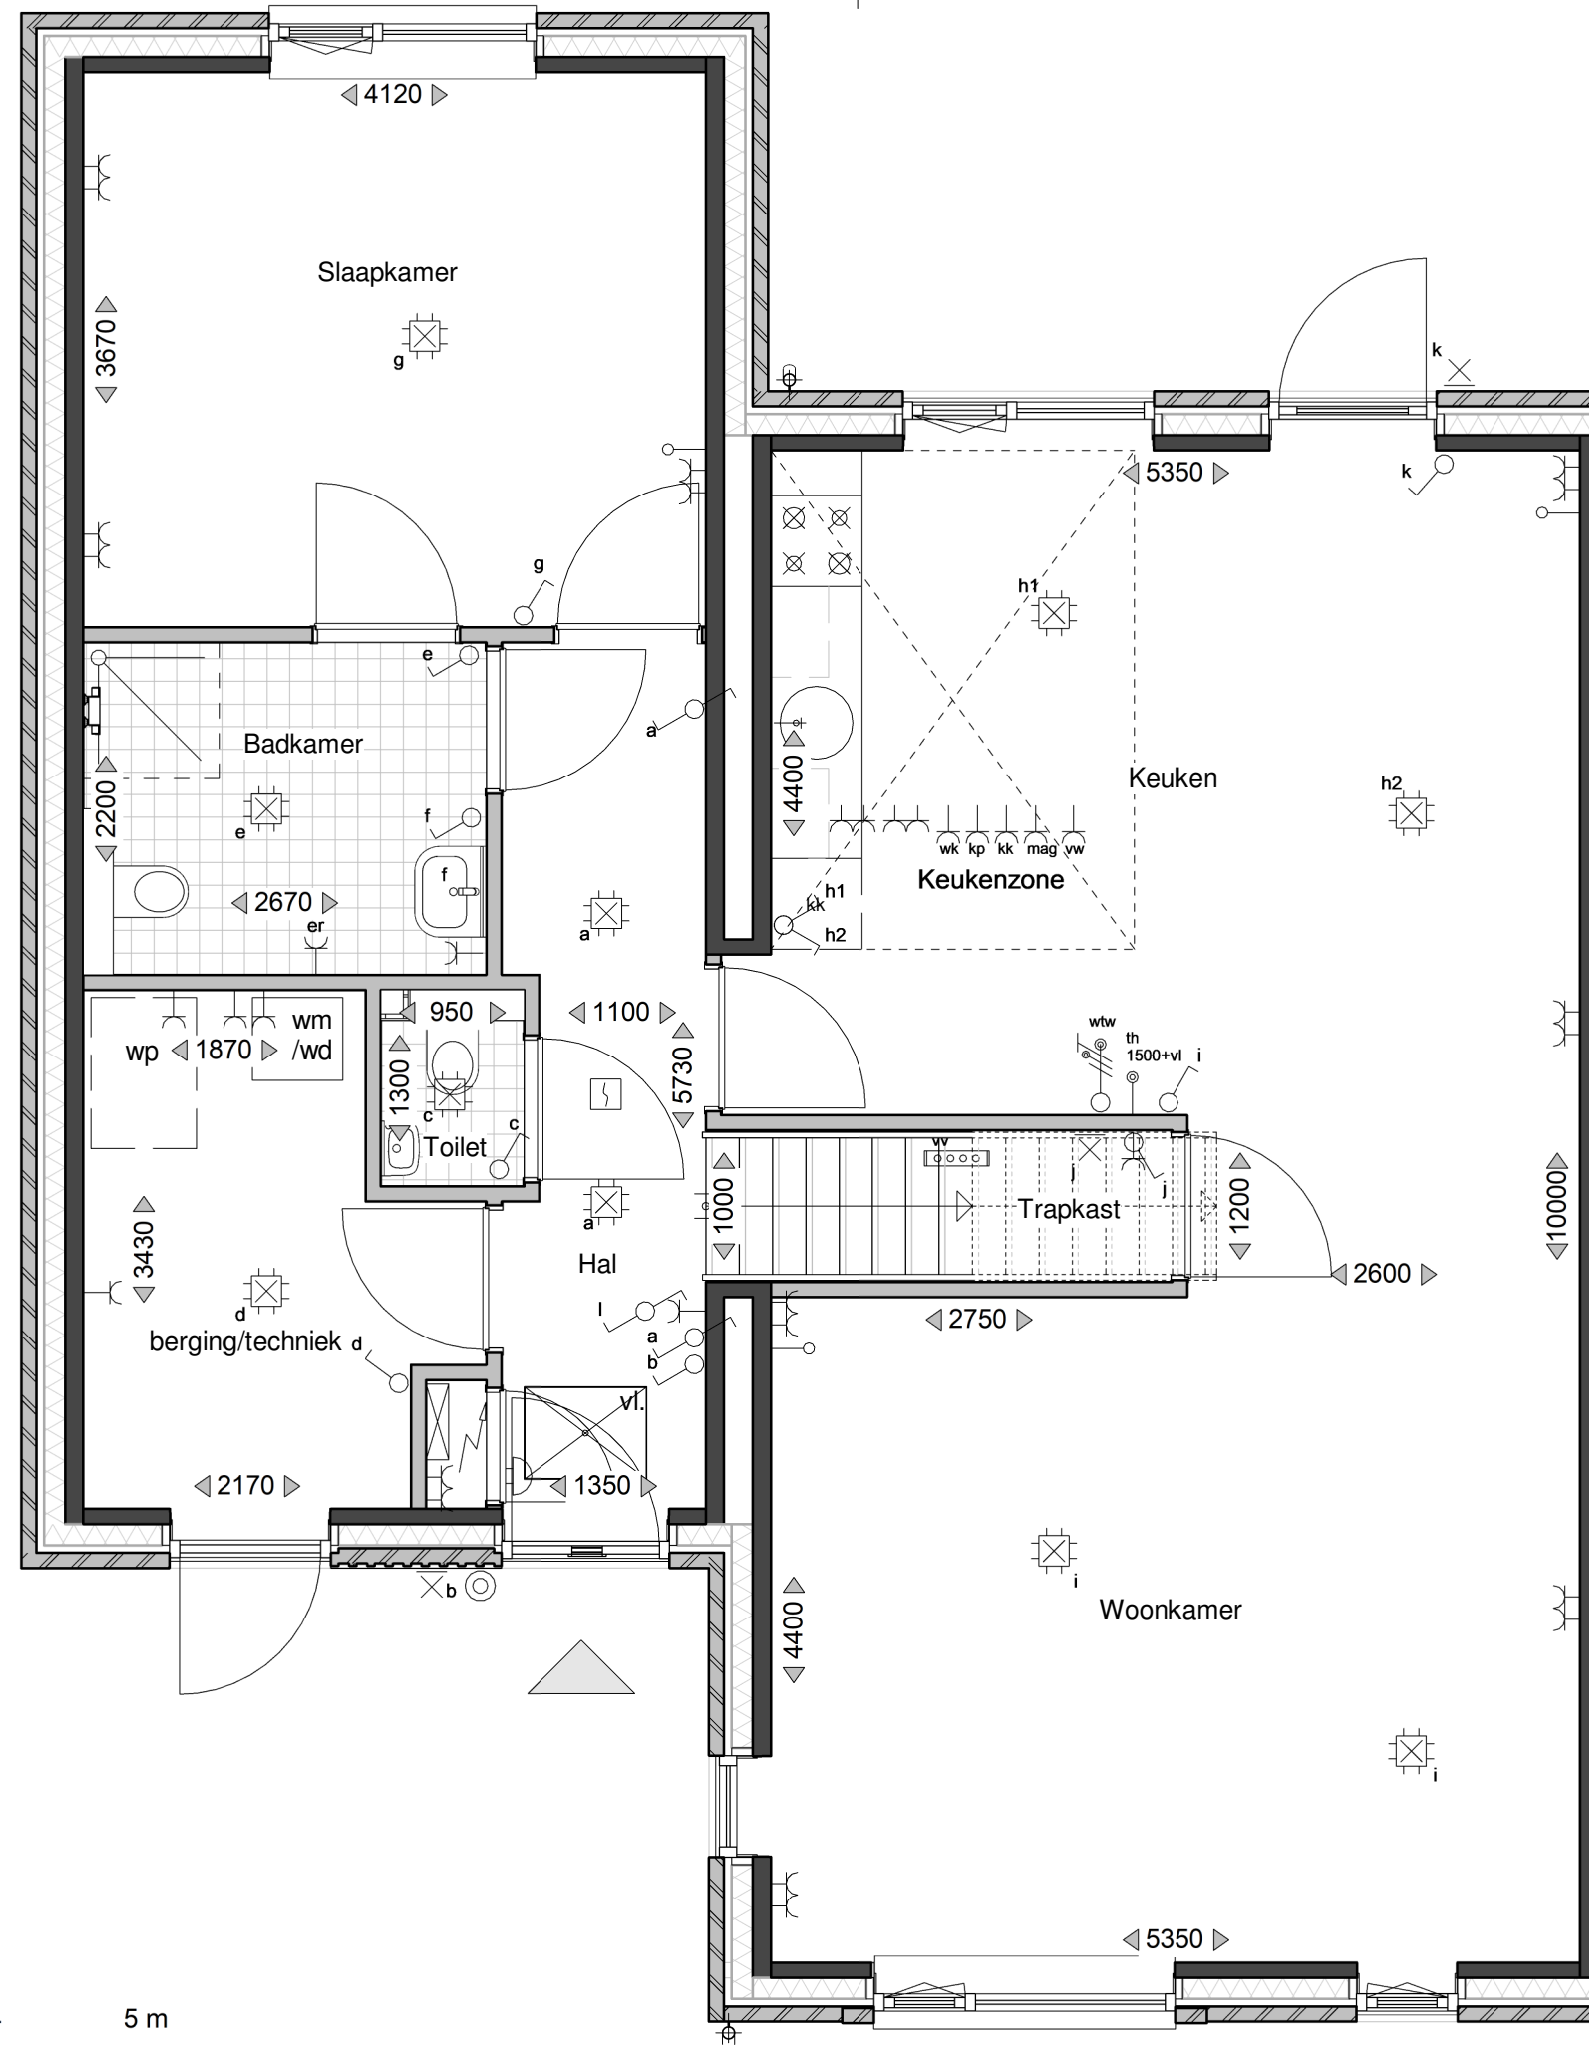 4120
Slaapkamer
3670
g
g
k
k
5350
h1
e
a
Badkamer
2200
e
f
f
2670
er
a
4400
Keuken
h2
wk kp kk mag vw
Keukenzone
h1
kk
h2
wp
1870
wm
/wd
950
1300
c
c
Toilet
1100
5730
wtw
th
1500+vl
i
vv
j
j
Trapkast
1000
1200
10000
a
Hal
3430
d
berging/techniek
d
l
a
b
2750
2600
vl.
2170
1350
b
i
Woonkamer
4400
i
5350
5 m